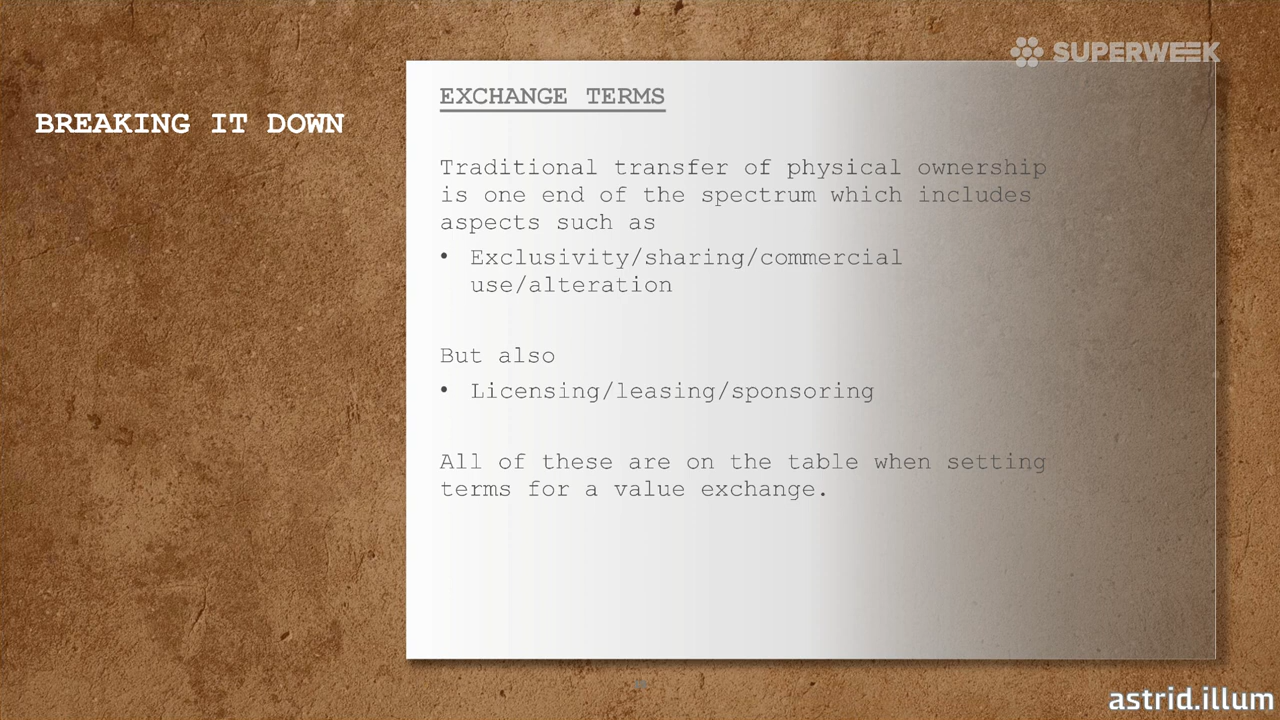 SUPERWEEK
BREAKING IT DOWN
EXCHANGE TERMS
Traditional transfer of physical ownership
is one end of the spectrum which includes
aspects such as
• Exclusivity/sharing/commercial
use/alteration
But also
• Licensing/leasing/sponsoring
All of these are on the table when setting
terms for a value exchange.
astrid.illum